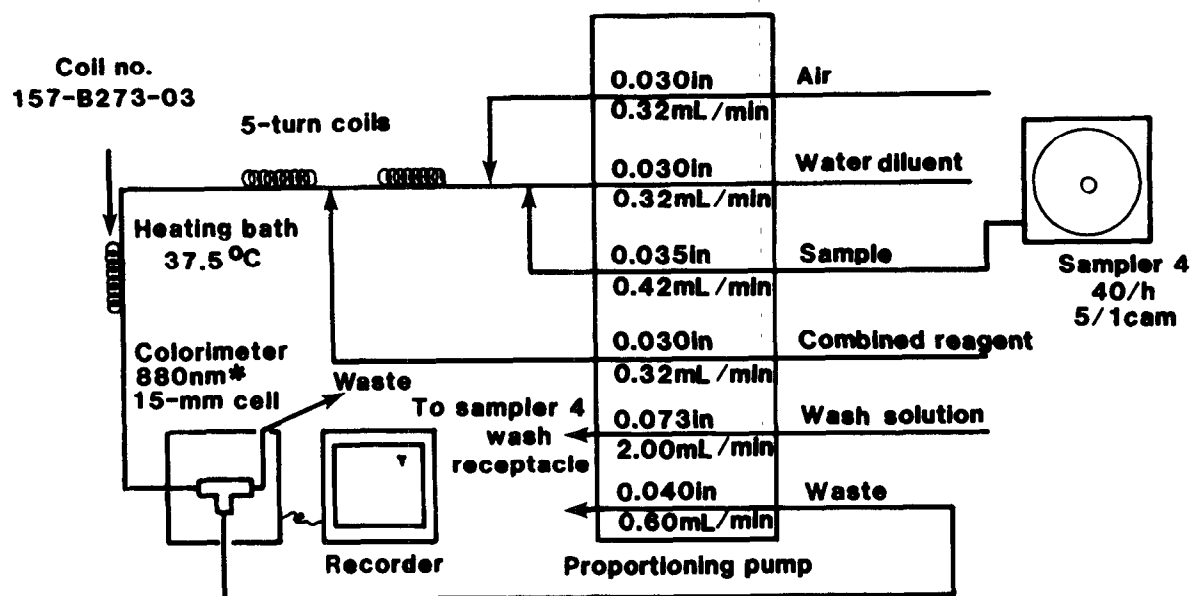 Coil no.
157-B273-03
5-turn coils
0.030in
Air
0.32mL/min
0.030in
Water diluent
0.32mL/min
Heating bath
37.5°C
0.035in
Sample
0.42mL/min
Sampler 4
40/h
5/1cam
0.030in
Combined reagent
0.32mL/min
Colorimeter
880nm*
15-mm cell
Waste
To sampler 4
wash
receptacle
0.073in
Wash solution
2.00mL/min
0.040in
Waste
0.60mL/min
Recorder
Proportioning pump